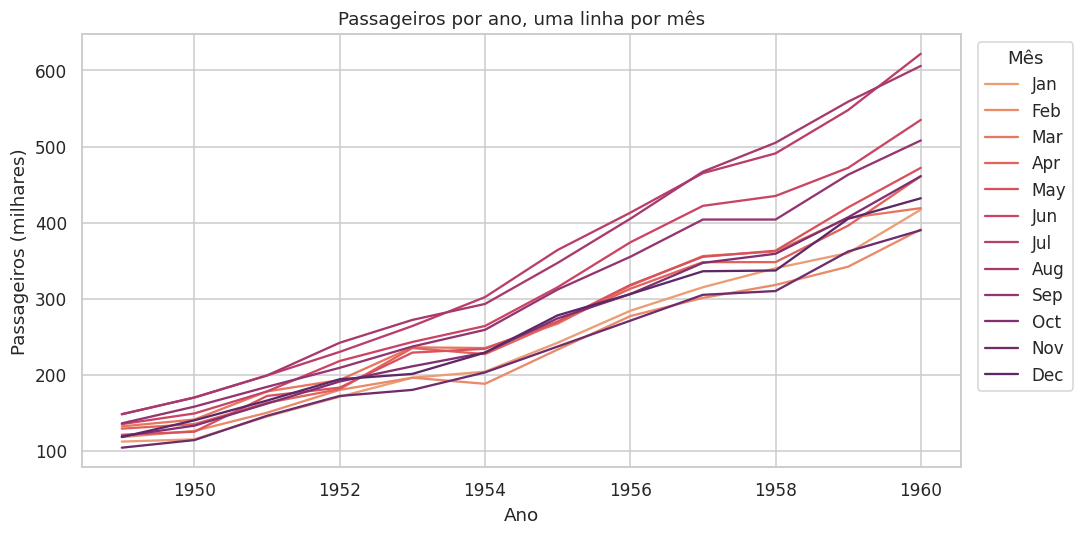 Passageiros por ano, uma linha por mês
Passageiros (milhares)
600
500
400
300
200
100
1950 1952 1954 1956 1958 1960
Ano
Mês
Jan
Feb
Mar
Apr
May
Jun
Jul
Aug
Sep
Oct
Nov
Dec